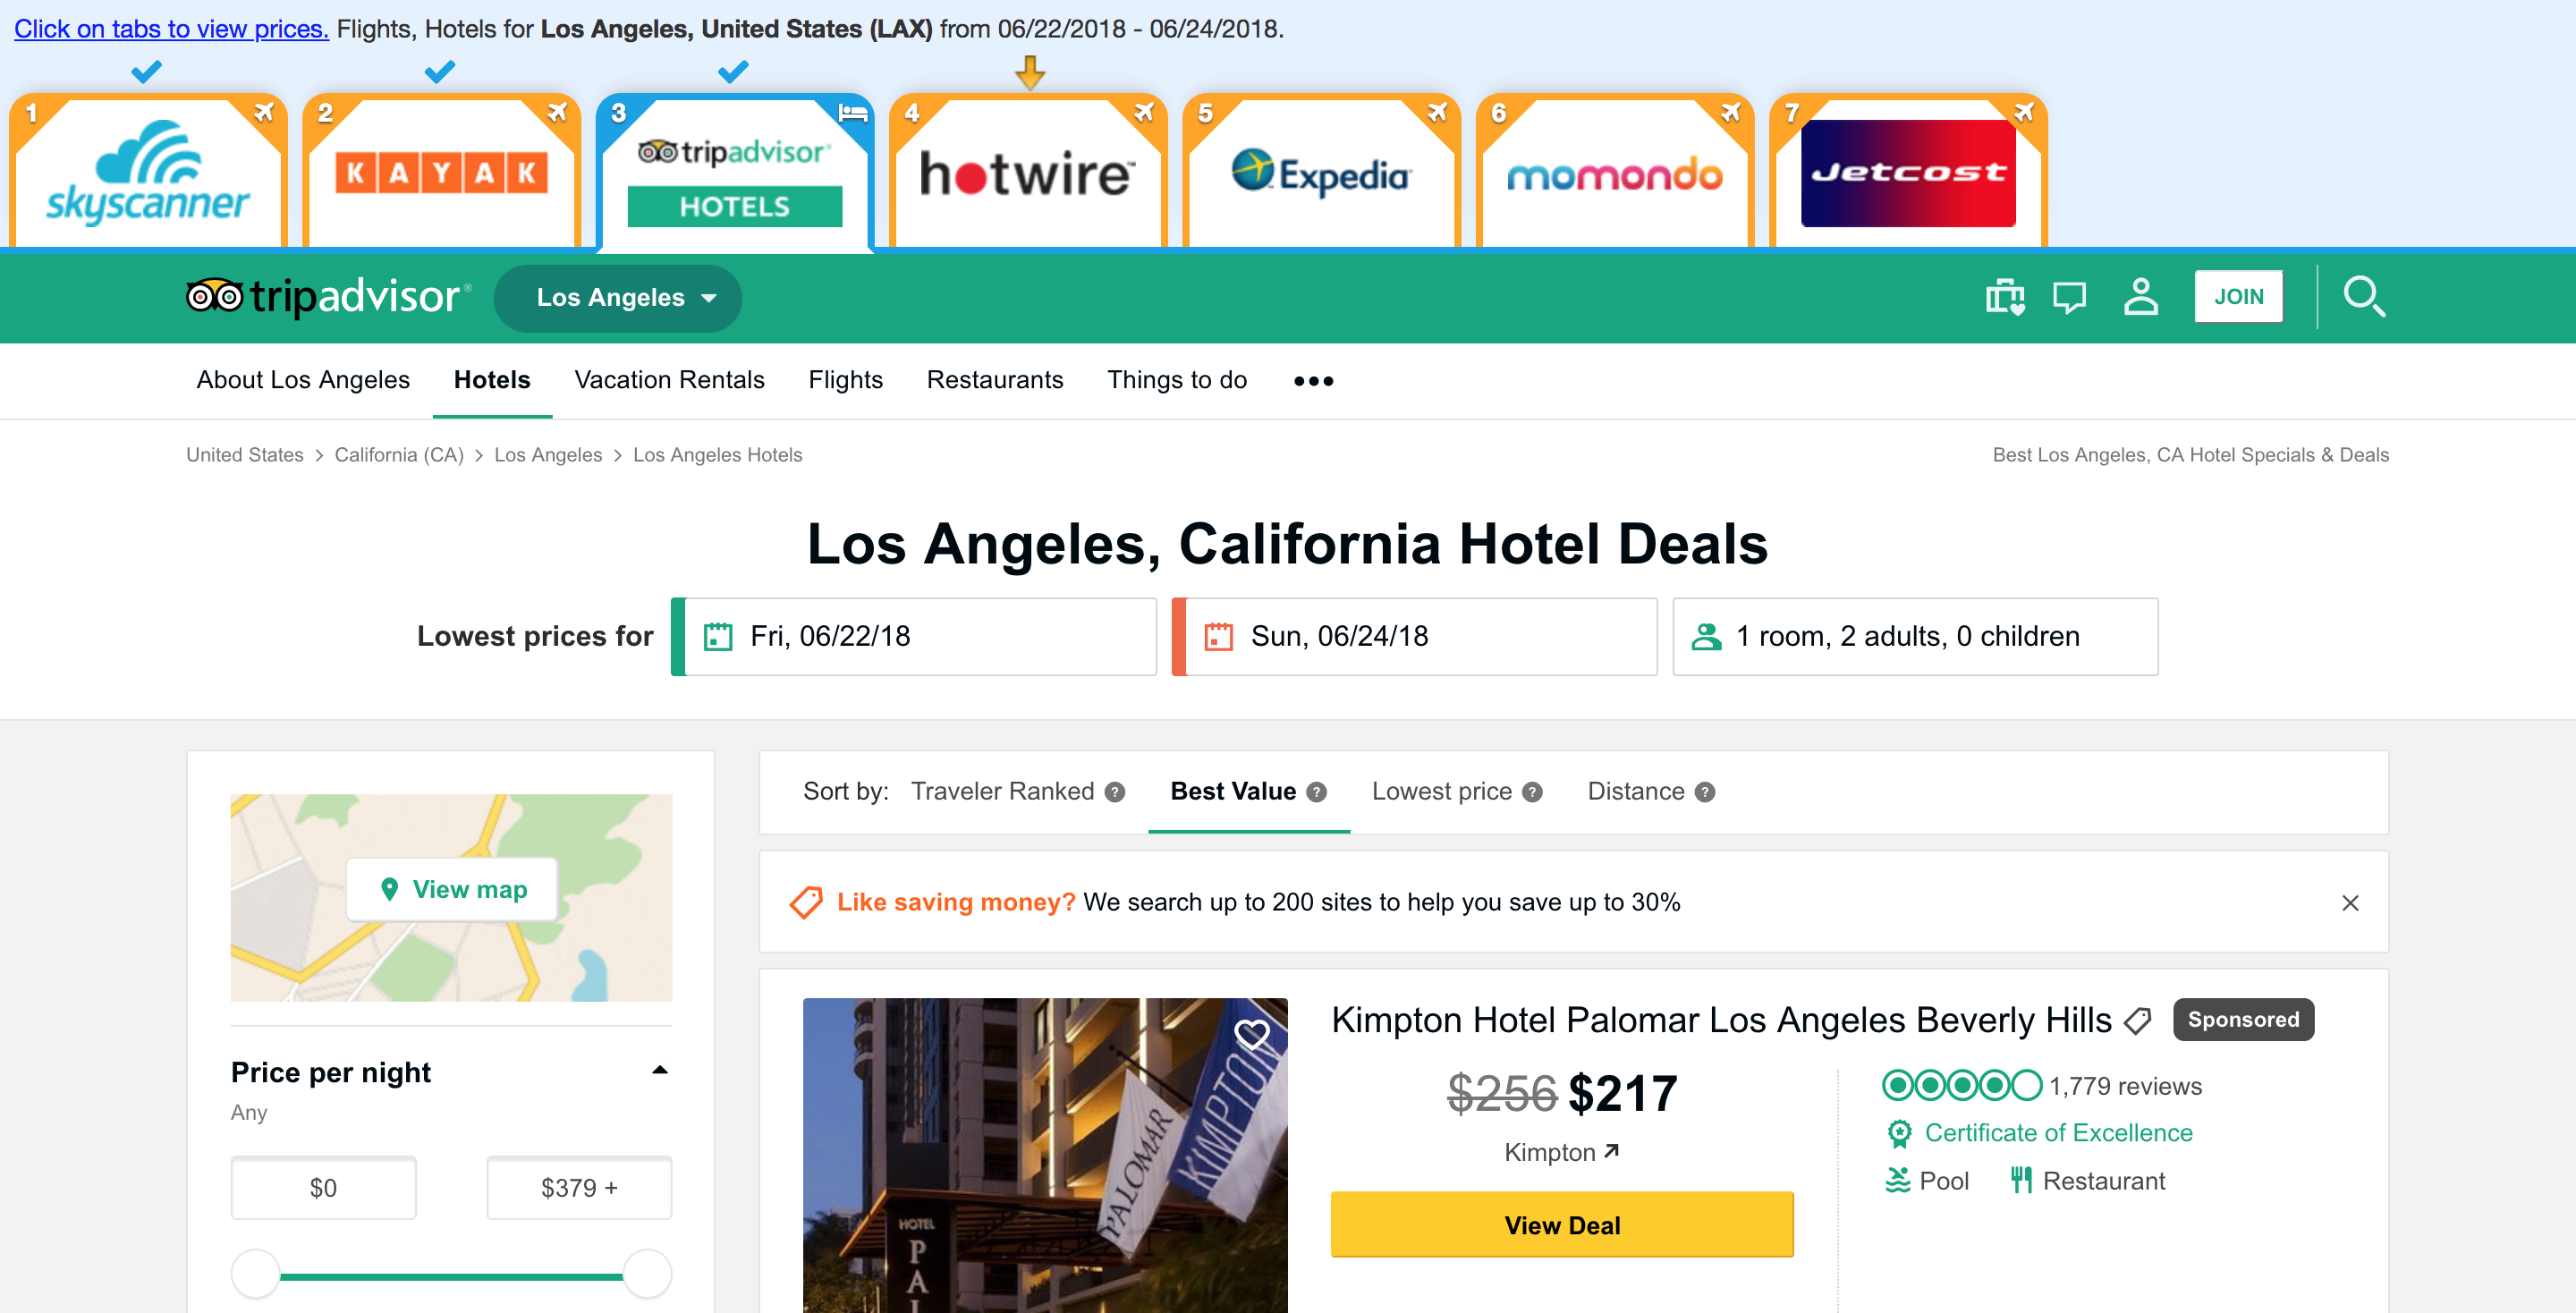 Click on tabs to view prices. Flights, Hotels for Los Angeles, United States (LAX) from 06/22/2018 - 06/24/2018.
1 skyscanner
2 KAYAK
3 tripadvisor® HOTELS
4 hotwire™
5 Expedia
6 momondo
7 Jetcost
tripadvisor® Los Angeles JOIN
About Los Angeles Hotels Vacation Rentals Flights Restaurants Things to do •••
United States > California (CA) > Los Angeles > Los Angeles Hotels
Best Los Angeles, CA Hotel Specials & Deals
Los Angeles, California Hotel Deals
Lowest prices for Fri, 06/22/18 Sun, 06/24/18 1 room, 2 adults, 0 children
View map
Price per night
Any
$0 $379 +
Sort by: Traveler Ranked ? Best Value ? Lowest price ? Distance ?
Like saving money? We search up to 200 sites to help you save up to 30%
PALOMAR
KIMPTON
HOTEL
PAL
Kimpton Hotel Palomar Los Angeles Beverly Hills Sponsored
$256 $217
Kimpton
View Deal
1,779 reviews
Certificate of Excellence
Pool Restaurant